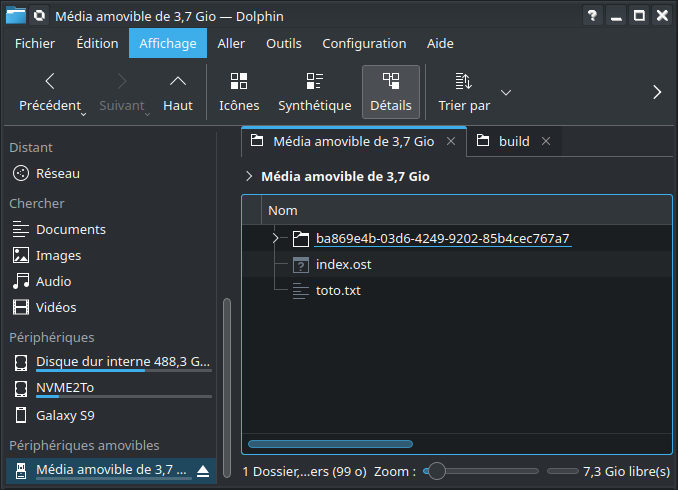 Média amovible de 3,7 Gio — Dolphin
Fichier Édition Affichage Aller Outils Configuration Aide
Précédent Suivant Haut Icônes Synthétique Détails Trier par
Distant
Réseau
Chercher
Documents
Images
Audio
Vidéos
Périphériques
Disque dur interne 488,3 G...
NVME2To
Galaxy S9
Périphériques amovibles
Média amovible de 3,7 ...
Média amovible de 3,7 Gio build
Média amovible de 3,7 Gio
Nom
ba869e4b-03d6-4249-9202-85b4cec767a7
index.ost
toto.txt
1 Dossier,...ers (99 o) Zoom : 7,3 Gio libre(s)